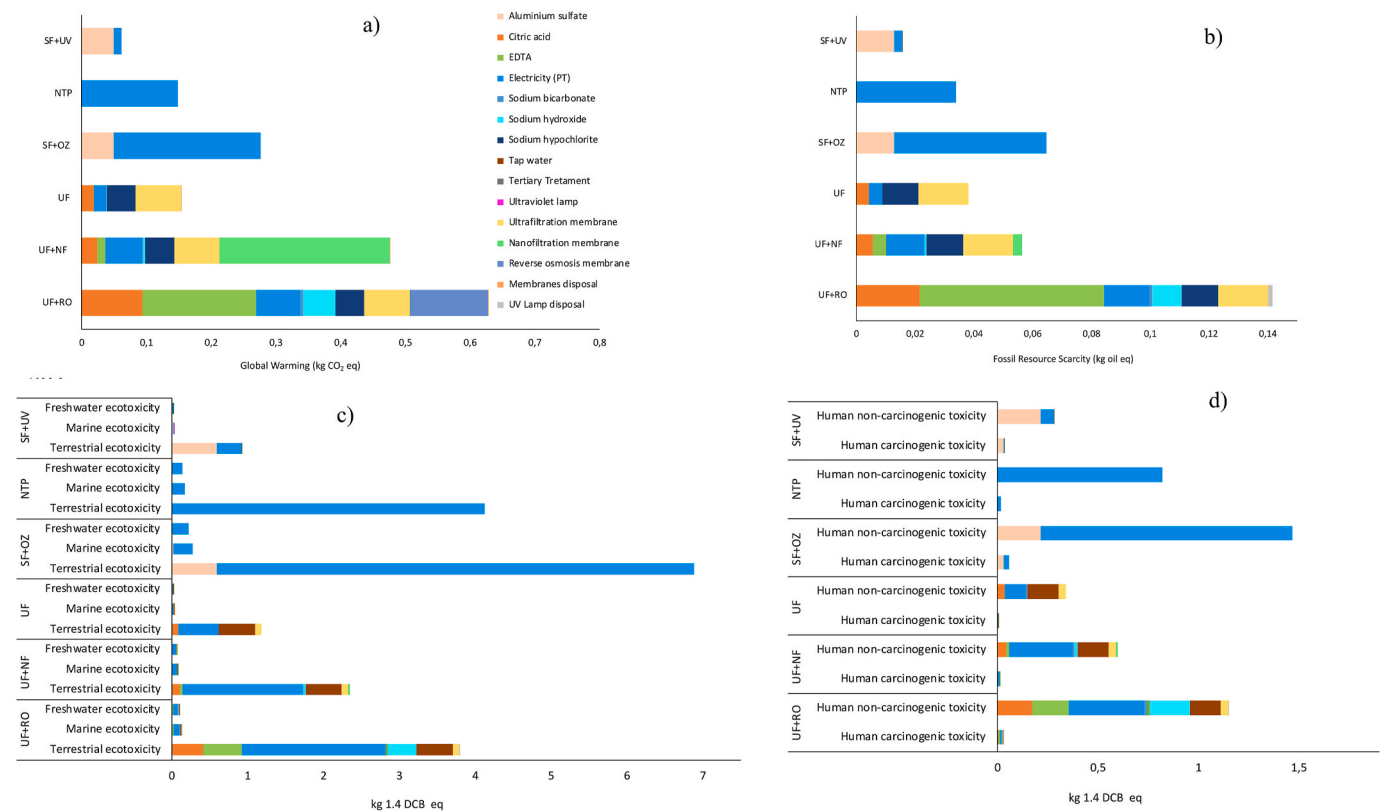 a)
SF+UV
NTP
SF+OZ
UF
UF+NF
UF+RO
0 0,1 0,2 0,3 0,4 0,5 0,6 0,7 0,8
Global Warming (kg CO₂ eq)
Aluminium sulfate
Citric acid
EDTA
Electricity (PT)
Sodium bicarbonate
Sodium hydroxide
Sodium hypochlorite
Tap water
Tertiary Tretament
Ultraviolet lamp
Ultrafiltration membrane
Nanofiltration membrane
Reverse osmosis membrane
Membranes disposal
UV Lamp disposal
b)
SF+UV
NTP
SF+OZ
UF
UF+NF
UF+RO
0 0,02 0,04 0,06 0,08 0,1 0,12 0,14
Fossil Resource Scarcity (kg oil eq)
c)
SF+UV
Freshwater ecotoxicity
Marine ecotoxicity
Terrestrial ecotoxicity
NTP
Freshwater ecotoxicity
Marine ecotoxicity
Terrestrial ecotoxicity
SF+OZ
Freshwater ecotoxicity
Marine ecotoxicity
Terrestrial ecotoxicity
UF
Freshwater ecotoxicity
Marine ecotoxicity
Terrestrial ecotoxicity
UF+NF
Freshwater ecotoxicity
Marine ecotoxicity
Terrestrial ecotoxicity
UF+RO
Freshwater ecotoxicity
Marine ecotoxicity
Terrestrial ecotoxicity
0 1 2 3 4 5 6 7
kg 1.4 DCB eq
d)
SF+UV
Human non-carcinogenic toxicity
Human carcinogenic toxicity
NTP
Human non-carcinogenic toxicity
Human carcinogenic toxicity
SF+OZ
Human non-carcinogenic toxicity
Human carcinogenic toxicity
UF
Human non-carcinogenic toxicity
Human carcinogenic toxicity
UF+NF
Human non-carcinogenic toxicity
Human carcinogenic toxicity
UF+RO
Human non-carcinogenic toxicity
Human carcinogenic toxicity
0 0,5 1 1,5
kg 1.4 DCB eq